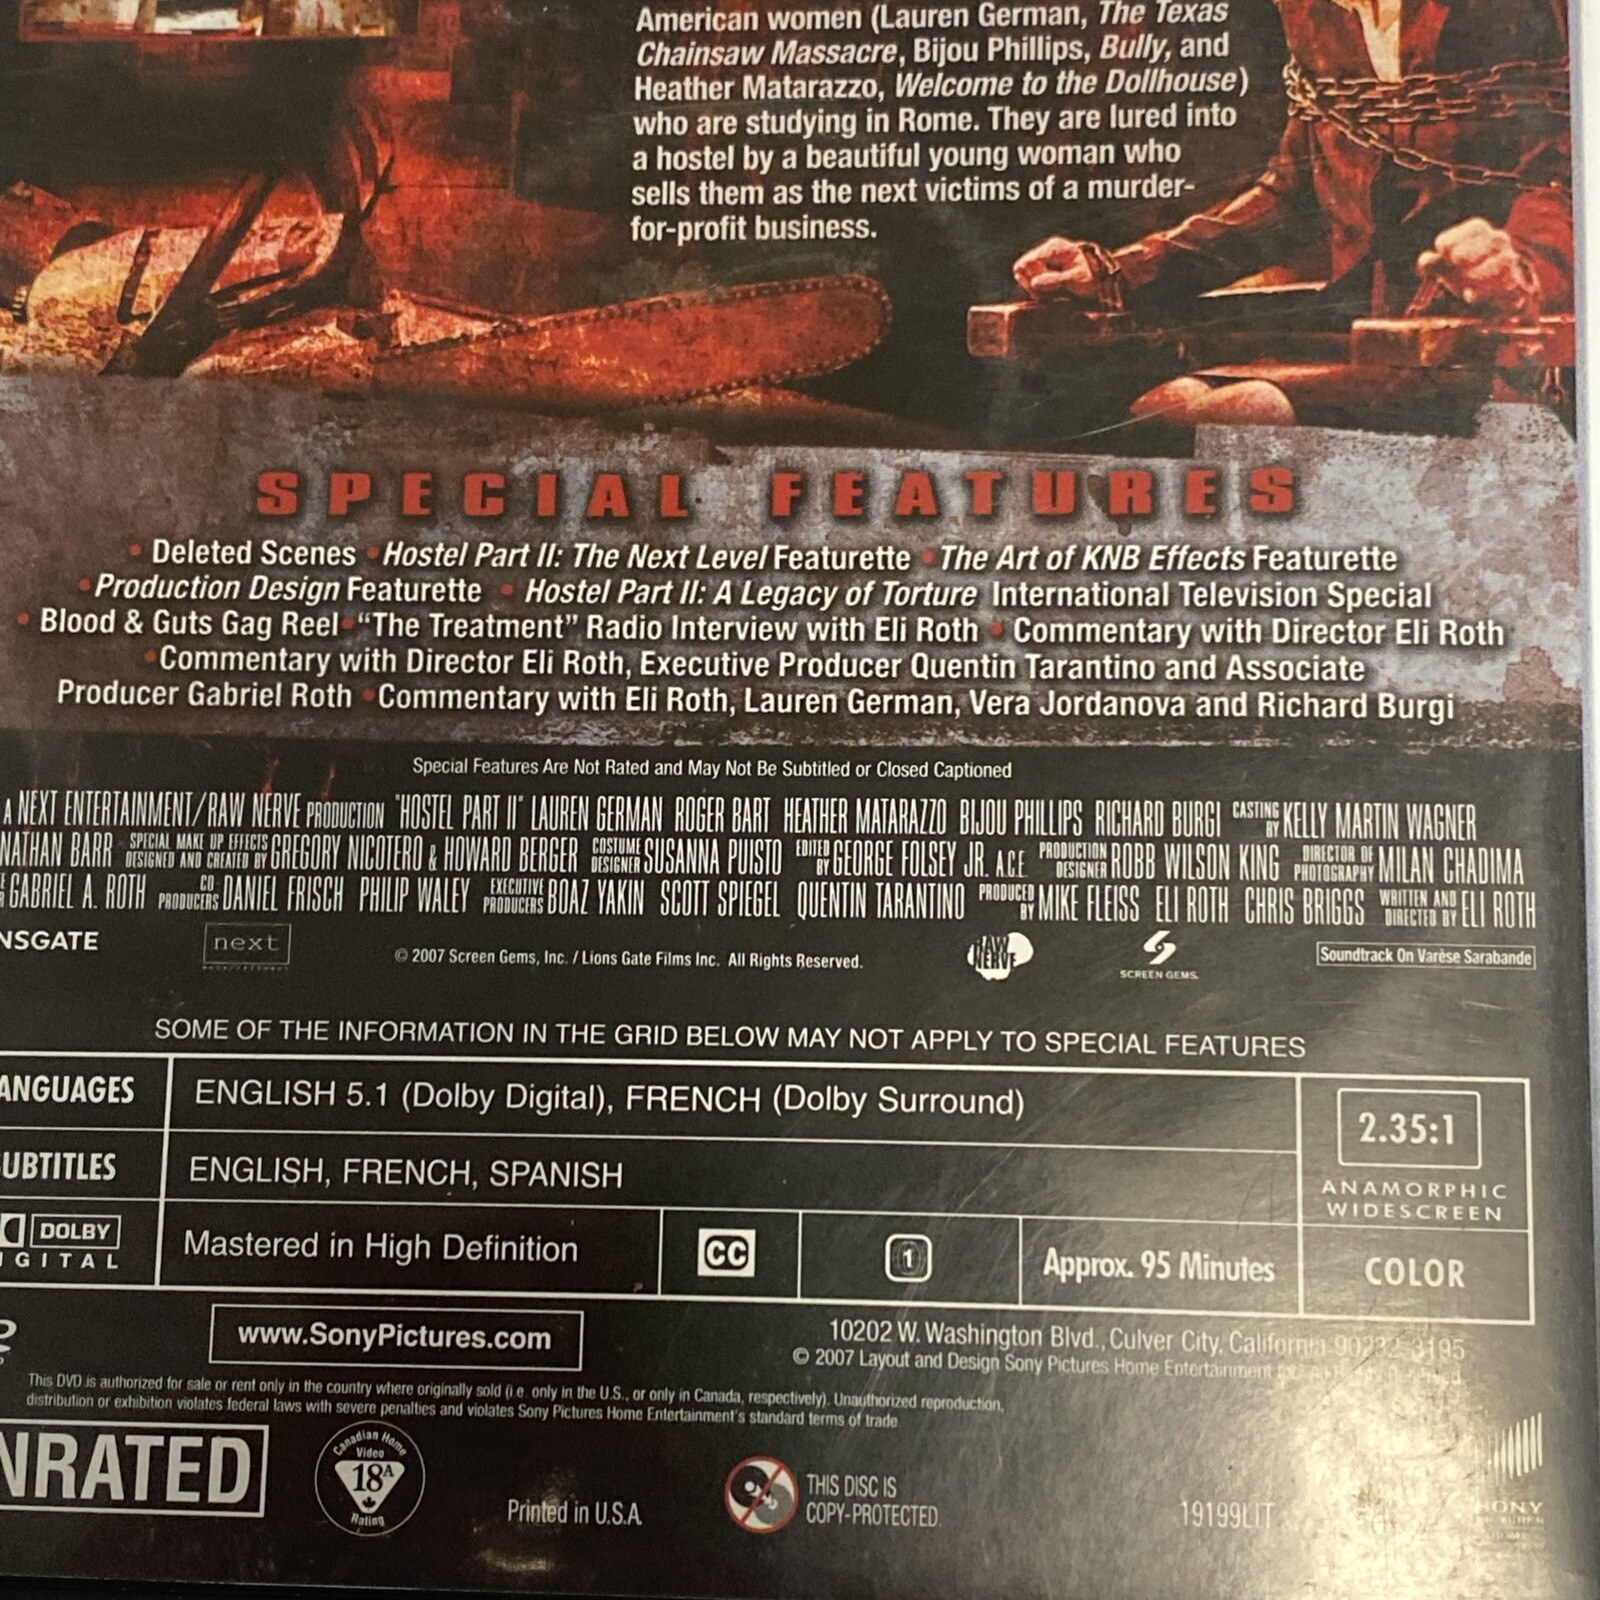 American women (Lauren German, The Texas
Chainsaw Massacre, Bijou Phillips, Bully, and
Heather Matarazzo, Welcome to the Dollhouse)
who are studying in Rome. They are lured into
a hostel by a beautiful young woman who
sells them as the next victims of a murder-
for-profit business.
SPECIAL FEATURES
• Deleted Scenes • Hostel Part II: The Next Level Featurette • The Art of KNB Effects Featurette
• Production Design Featurette • Hostel Part II: A Legacy of Torture International Television Special
• Blood & Guts Gag Reel • “The Treatment” Radio Interview with Eli Roth • Commentary with Director Eli Roth
• Commentary with Director Eli Roth, Executive Producer Quentin Tarantino and Associate
Producer Gabriel Roth • Commentary with Eli Roth, Lauren German, Vera Jordanova and Richard Burgi
Special Features Are Not Rated and May Not Be Subtitled or Closed Captioned
A NEXT ENTERTAINMENT/RAW NERVE PRODUCTION "HOSTEL PART II" LAUREN GERMAN ROGER BART HEATHER MATARAZZO BIJOU PHILLIPS RICHARD BURGI CASTING BY KELLY MARTIN WAGNER
NATHAN BARR SPECIAL MAKE UP EFFECTS DESIGNED AND CREATED BY GREGORY NICOTERO & HOWARD BERGER COSTUME DESIGNER SUSANNA PUISTO EDITED BY GEORGE FOLSEY JR. A.C.E. PRODUCTION DESIGNER ROBB WILSON KING DIRECTOR OF PHOTOGRAPHY MILAN CHADIMA
GABRIEL A. ROTH CO PRODUCERS DANIEL FRISCH PHILIP WALEY EXECUTIVE PRODUCERS BOAZ YAKIN SCOTT SPIEGEL QUENTIN TARANTINO PRODUCED BY MIKE FLEISS ELI ROTH CHRIS BRIGGS WRITTEN AND DIRECTED BY ELI ROTH
NSGATE
next
© 2007 Screen Gems, Inc. / Lions Gate Films Inc. All Rights Reserved.
RAW NERVE
SCREEN GEMS
Soundtrack On Varèse Sarabande
SOME OF THE INFORMATION IN THE GRID BELOW MAY NOT APPLY TO SPECIAL FEATURES
ANGUAGES ENGLISH 5.1 (Dolby Digital), FRENCH (Dolby Surround)
2.35:1
UBTITLES ENGLISH, FRENCH, SPANISH
ANAMORPHIC
WIDESCREEN
DOLBY
IGITAL
Mastered in High Definition CC 1 Approx. 95 Minutes COLOR
www.SonyPictures.com
10202 W. Washington Blvd., Culver City, California 90232-3195
© 2007 Layout and Design Sony Pictures Home Entertainment
This DVD is authorized for sale or rent only in the country where originally sold (i.e. only in the U.S., or only in Canada, respectively). Unauthorized reproduction,
distribution or exhibition violates federal laws with severe penalties and violates Sony Pictures Home Entertainment's standard terms of trade
NRATED
Canadian Home
Video
18A
Rating
Printed in U.S.A.
THIS DISC IS
COPY-PROTECTED.
19199LIT
SONY